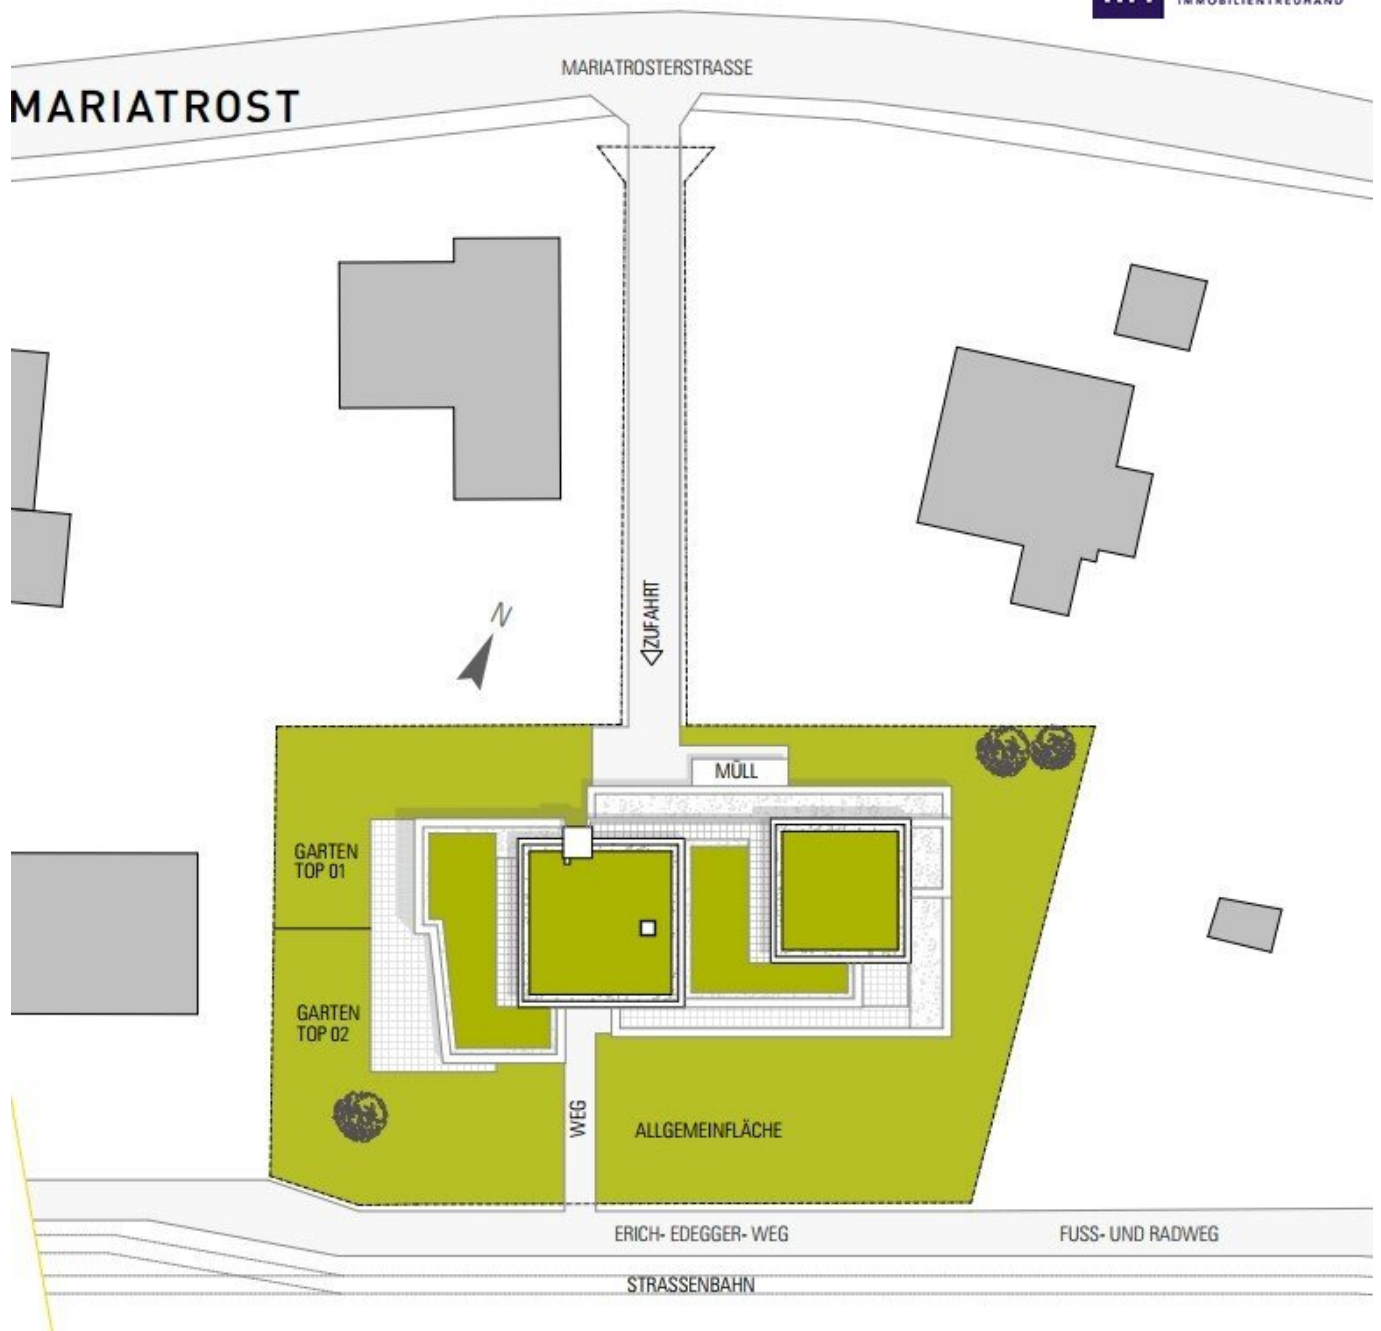 IMMOBILIENTREUHAND
MARIATROSTERSTRASSE
MARIATROST
ZUFAHRT
N
MÜLL
GARTEN
TOP 01
GARTEN
TOP 02
WEG
ALLGEMEINFLÄCHE
ERICH- EDEGGER- WEG
FUSS- UND RADWEG
STRASSENBAHN